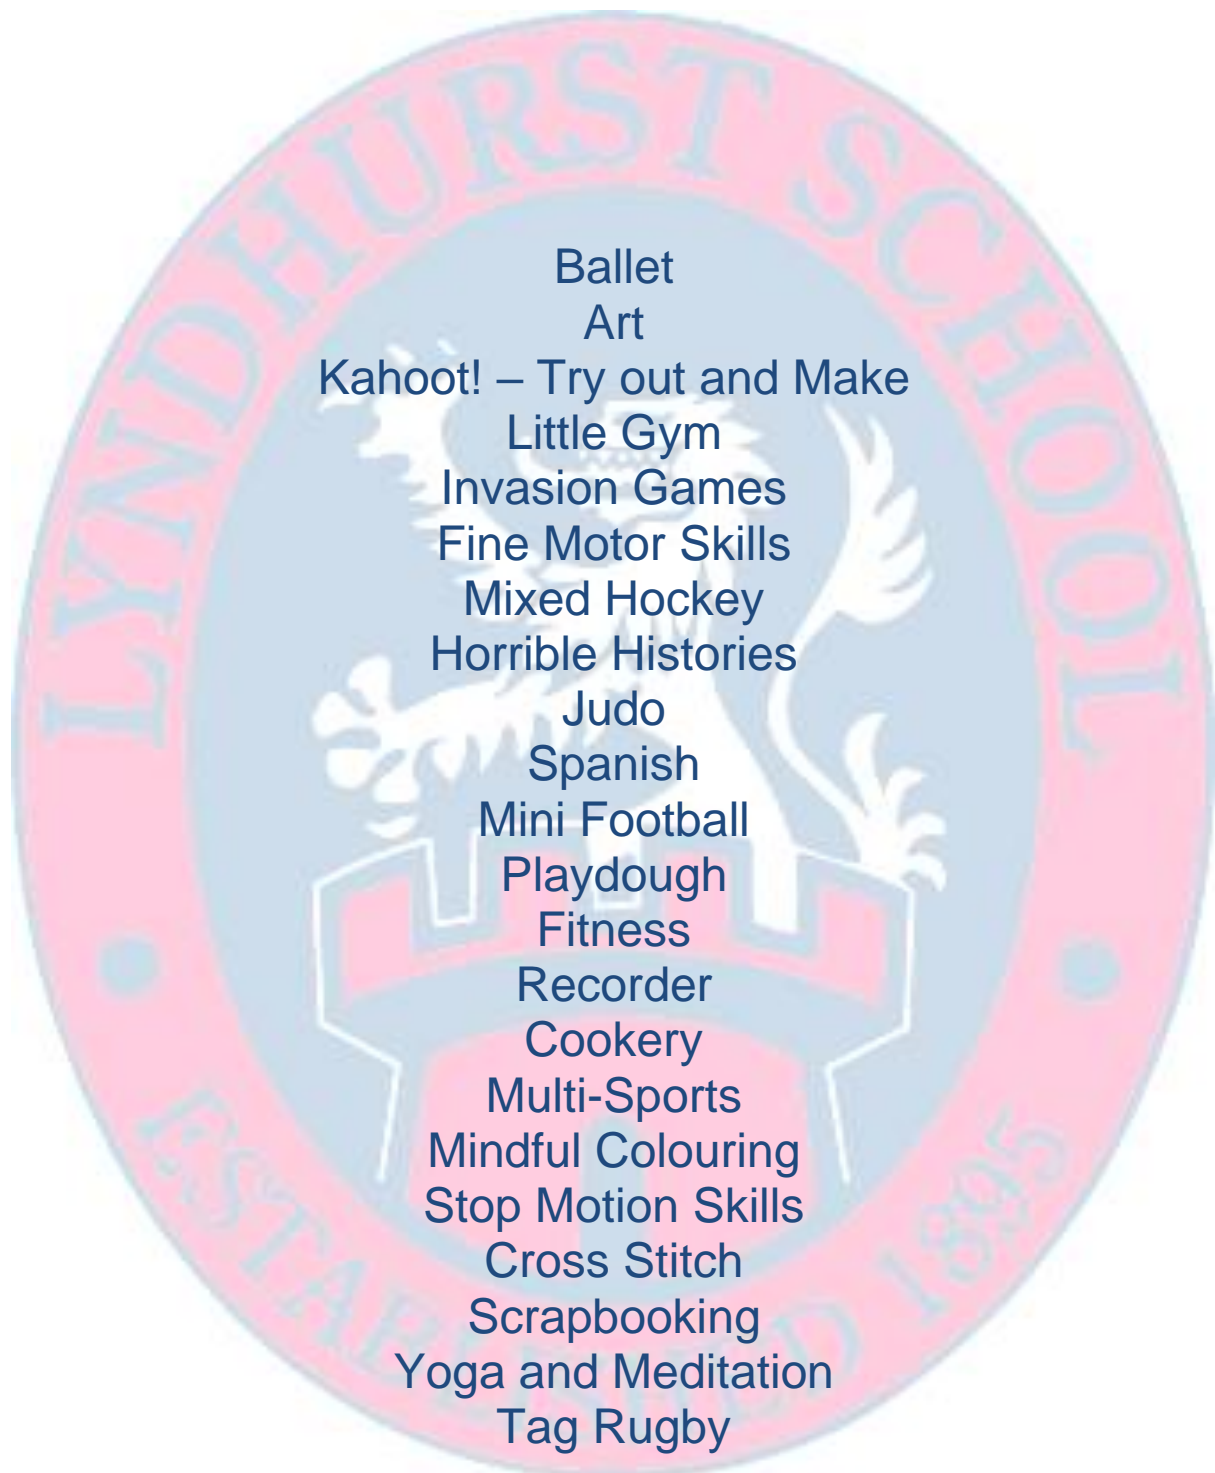 LYNDHURST SCHOOL
Ballet
Art
Kahoot! – Try out and Make
Little Gym
Invasion Games
Fine Motor Skills
Mixed Hockey
Horrible Histories
Judo
Spanish
Mini Football
Playdough
Fitness
Recorder
Cookery
Multi-Sports
Mindful Colouring
Stop Motion Skills
Cross Stitch
Scrapbooking
Yoga and Meditation
Tag Rugby
ESTABLISHED 1895